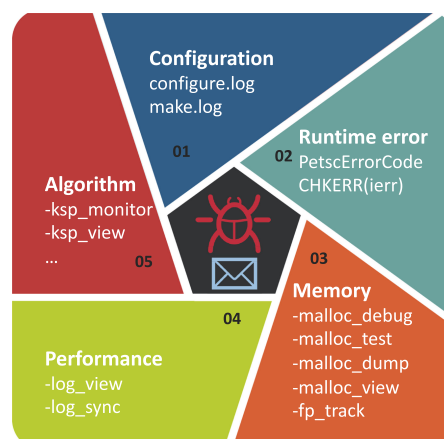 Configuration
configure.log
make.log
01
Runtime error
PetscErrorCode
CHKERR(ierr)
02
03
Memory
-malloc_debug
-malloc_test
-malloc_dump
-malloc_view
-fp_track
04
Performance
-log_view
-log_sync
Algorithm
-ksp_monitor
-ksp_view
...
05